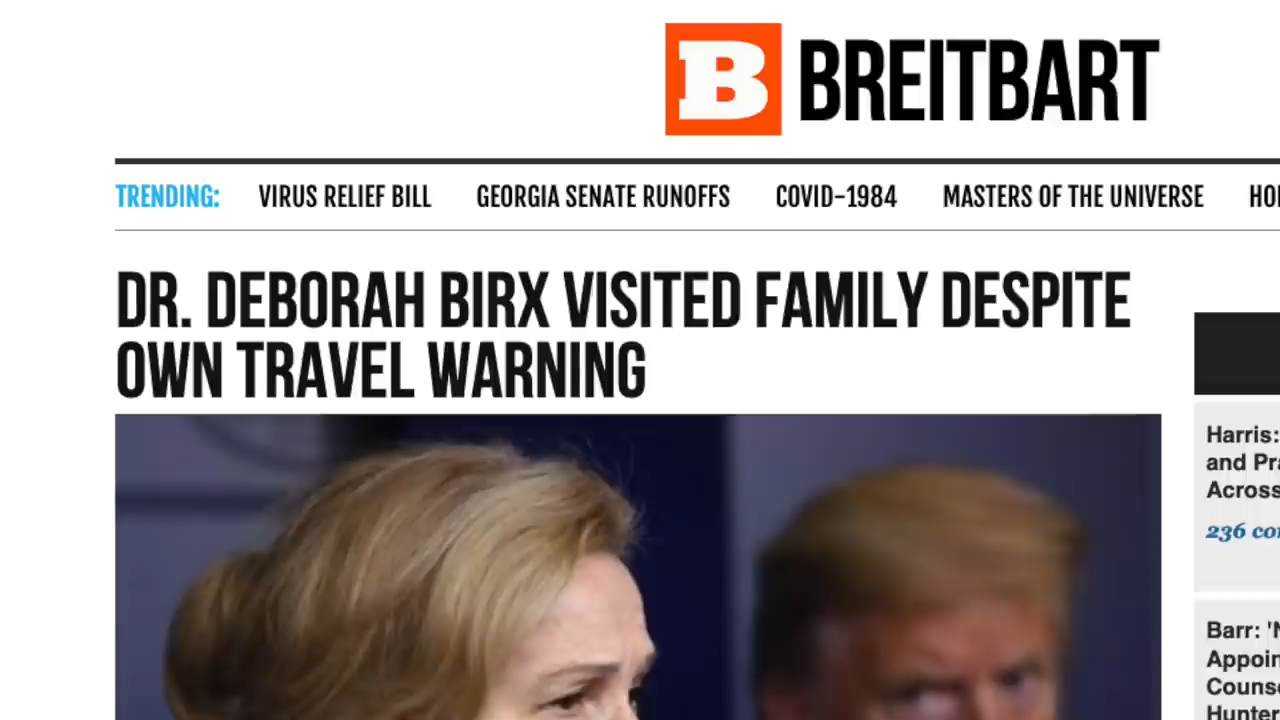 B BREITBART
TRENDING: VIRUS RELIEF BILL GEORGIA SENATE RUNOFFS COVID-1984 MASTERS OF THE UNIVERSE
DR. DEBORAH BIRX VISITED FAMILY DESPITE
OWN TRAVEL WARNING
Harris:
and
Across
236
Barr:
Hunter